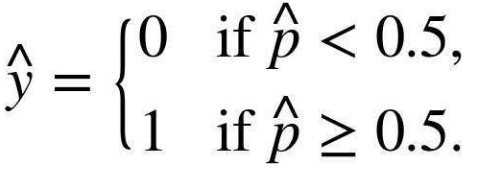 ŷ = { 0 if p̂ < 0.5,
1 if p̂ ≥ 0.5.